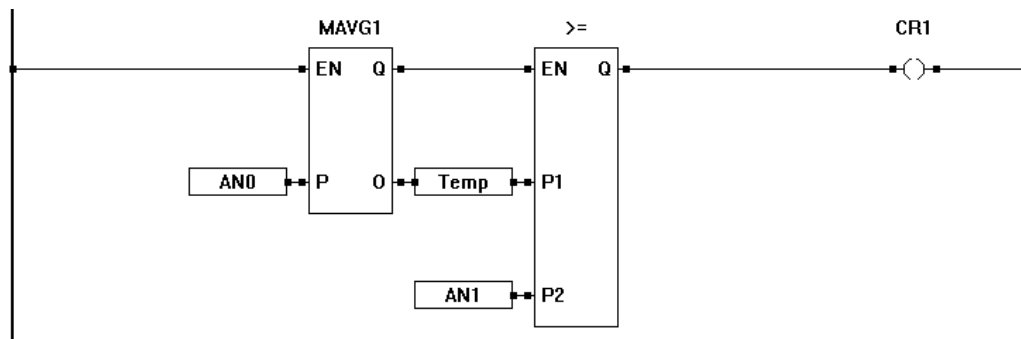 MAVG1 >= CR1
EN Q EN Q
AN0 P O Temp P1
AN1 P2